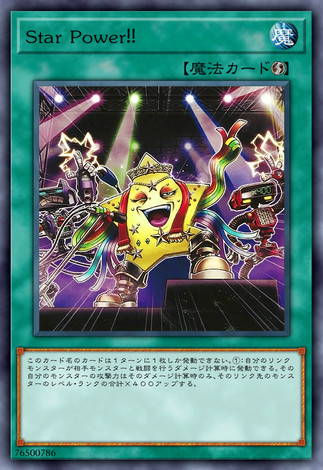 Star Power!!
魔
【魔法カード】
400
このカード名のカードは１ターンに１枚しか発動できない。①：自分のリンク
モンスターが相手モンスターと戦闘を行うダメージ計算時に発動できる。そ
の自分のモンスターの攻撃力はそのダメージ計算時のみ、そのリンク先のモンス
ターのレベル・ランクの合計×４００アップする。
76500786